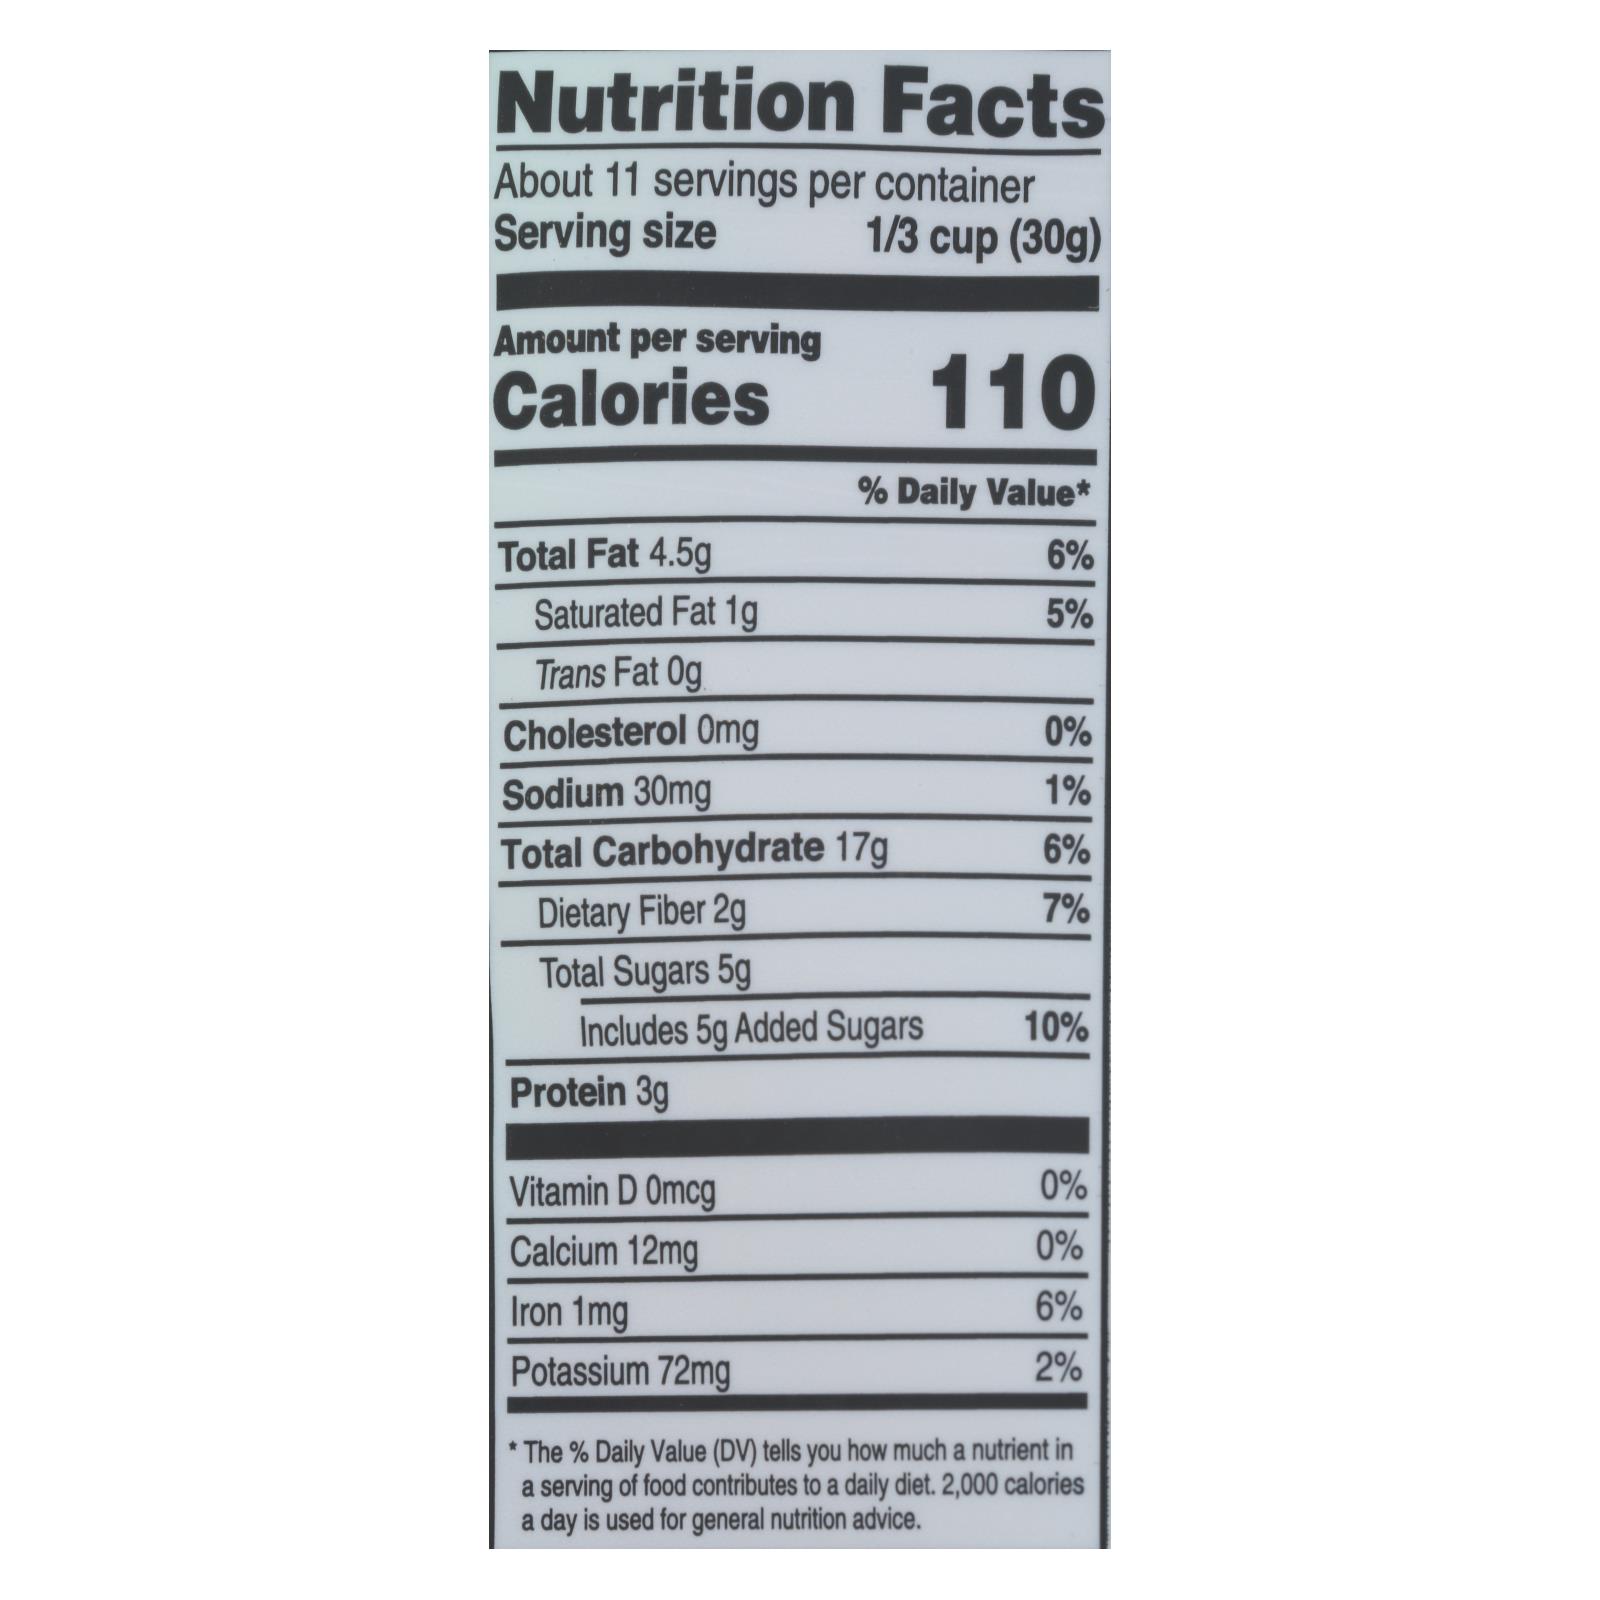 Nutrition Facts
About 11 servings per container
Serving size 1/3 cup (30g)
Amount per serving
Calories 110
% Daily Value*
Total Fat 4.5g 6%
Saturated Fat 1g 5%
Trans Fat 0g
Cholesterol 0mg 0%
Sodium 30mg 1%
Total Carbohydrate 17g 6%
Dietary Fiber 2g 7%
Total Sugars 5g
Includes 5g Added Sugars 10%
Protein 3g
Vitamin D 0mcg 0%
Calcium 12mg 0%
Iron 1mg 6%
Potassium 72mg 2%
* The % Daily Value (DV) tells you how much a nutrient in
a serving of food contributes to a daily diet. 2,000 calories
a day is used for general nutrition advice.